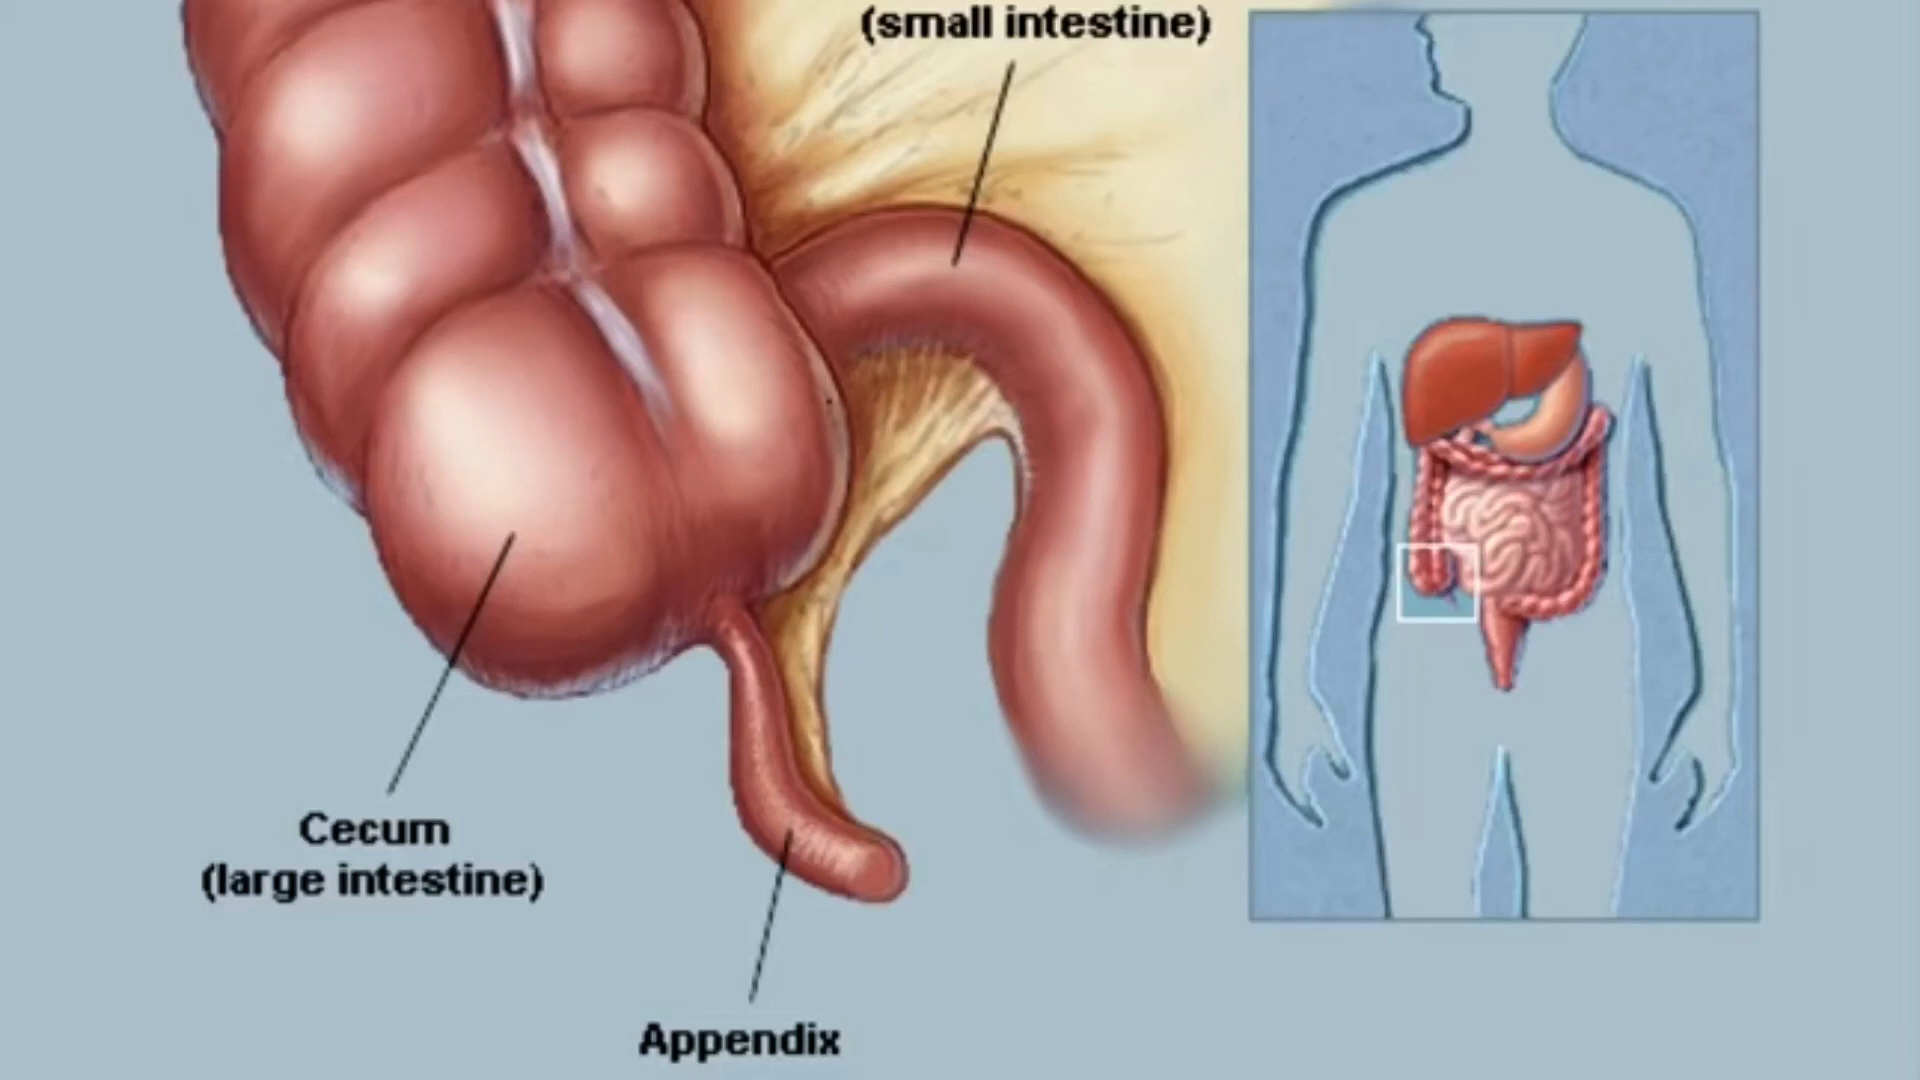 (small intestine)
Cecum
(large intestine)
Appendix